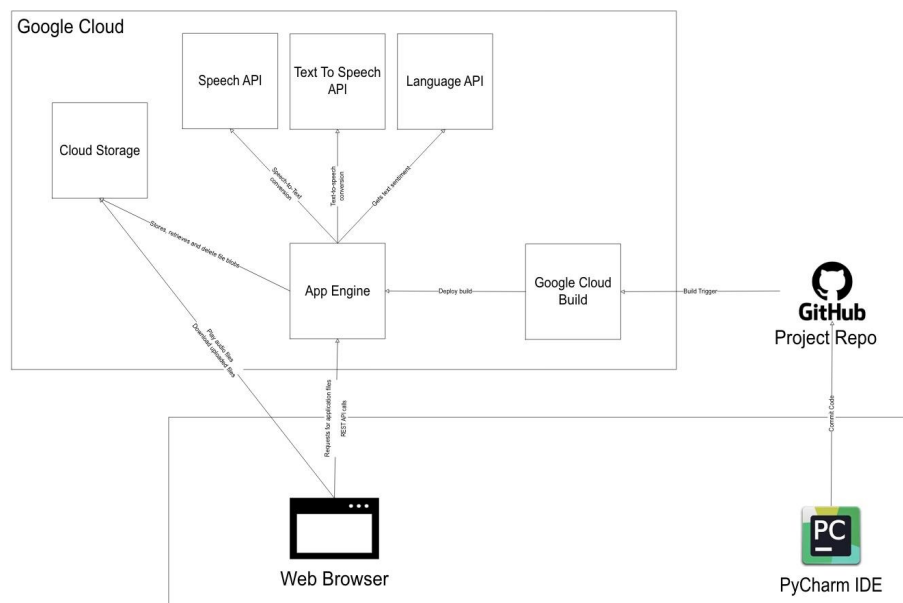 Google Cloud
Speech API
Text To Speech
API
Language API
Cloud Storage
Speech-to-Text
conversion
Text-to-speech
conversion
Gets text sentiment
Stores, retrieves and delete file blobs
App Engine
Deploy build
Google Cloud
Build
Build Trigger
GitHub
Project Repo
Play audio files
Download uploaded files
Requests for application files
REST API calls
Commit Code
Web Browser
PC
PyCharm IDE